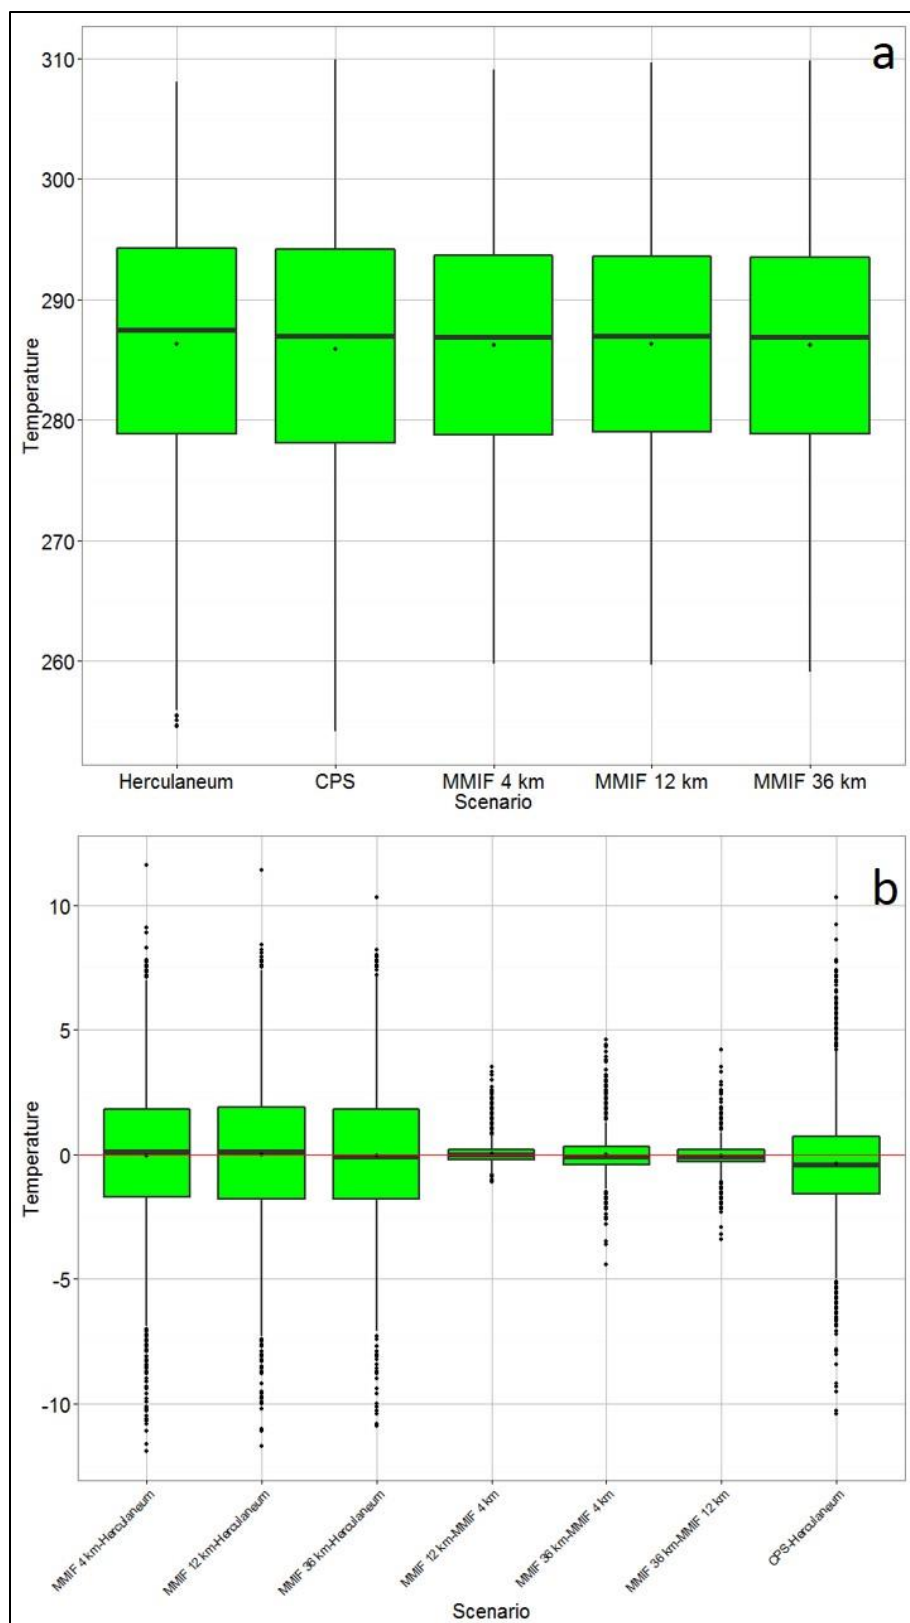 a
310
300
290
280
270
260
Temperature
Herculaneum CPS MMIF 4 km MMIF 12 km MMIF 36 km
Scenario
b
10
5
0
-5
-10
Temperature
MMIF 4 km-Herculaneum
MMIF 12 km-Herculaneum
MMIF 36 km-Herculaneum
MMIF 12 km-MMIF 4 km
MMIF 36 km-MMIF 4 km
MMIF 36 km-MMIF 12 km
CPS-Herculaneum
Scenario